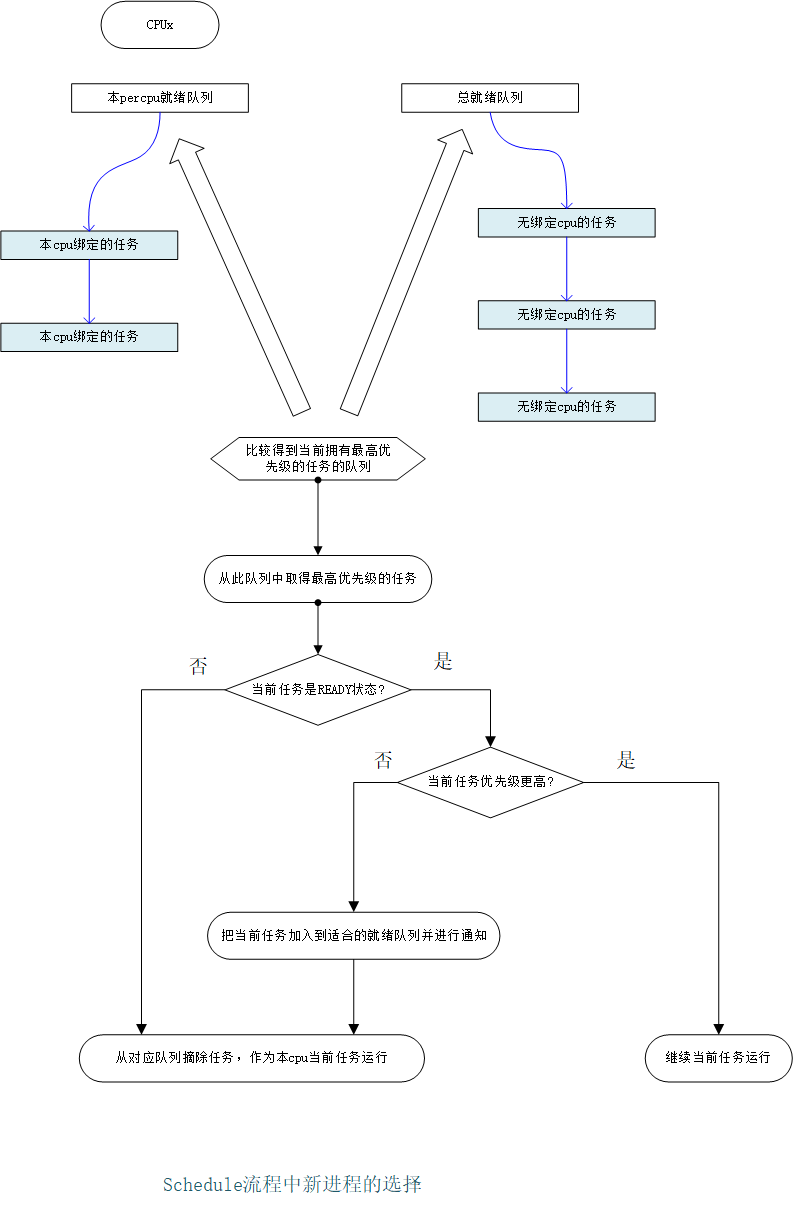 CPUx
本percpu就绪队列
总就绪队列
无绑定cpu的任务
本cpu绑定的任务
无绑定cpu的任务
本cpu绑定的任务
无绑定cpu的任务
比较得到当前拥有最高优
先级的任务的队列
从此队列中取得最高优先级的任务
否
是
当前任务是READY状态?
否
是
当前任务优先级更高?
把当前任务加入到适合的就绪队列并进行通知
从对应队列摘除任务，作为本cpu当前任务运行
继续当前任务运行
Schedule流程中新进程的选择